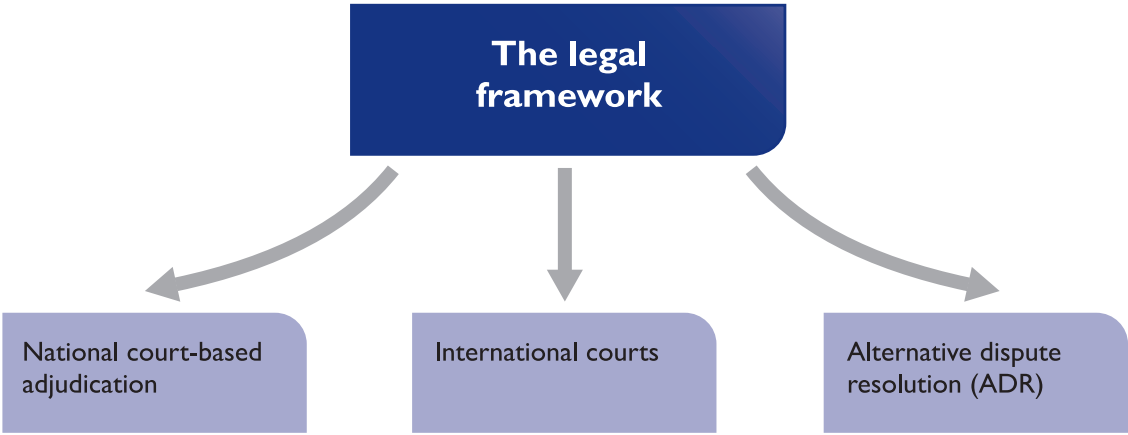 The legal
framework
National court-based
adjudication
International courts
Alternative dispute
resolution (ADR)